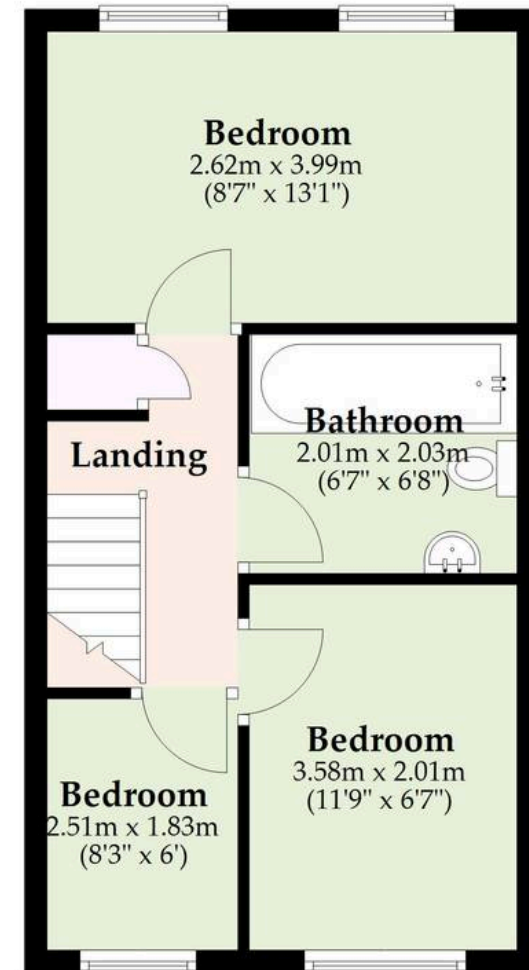 Bedroom
2.62m x 3.99m
(8'7" x 13'1")
Bathroom
2.01m x 2.03m
(6'7" x 6'8")
Landing
Bedroom
3.58m x 2.01m
(11'9" x 6'7")
Bedroom
2.51m x 1.83m
(8'3" x 6')